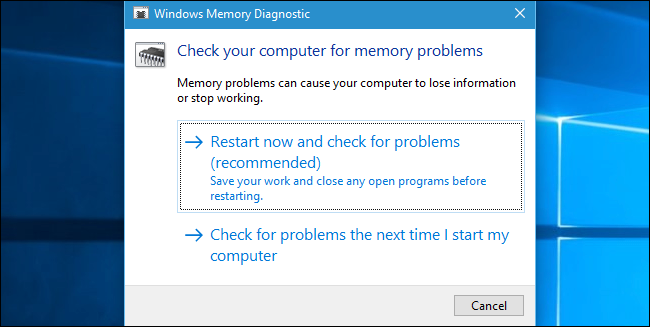 Windows Memory Diagnostic
Check your computer for memory problems
Memory problems can cause your computer to lose information
or stop working.
Restart now and check for problems
(recommended)
Save your work and close any open programs before
restarting.
Check for problems the next time I start my
computer
Cancel